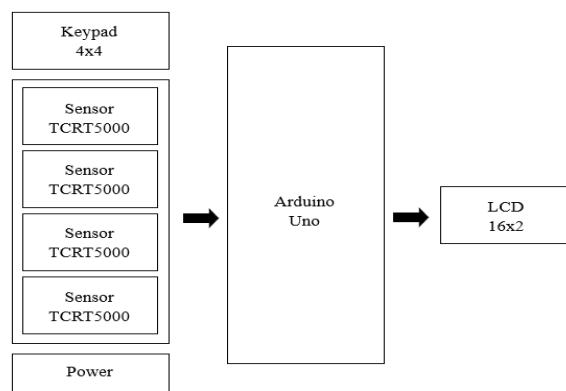 Keypad
4x4
Sensor
TCRT5000
Sensor
TCRT5000
Sensor
TCRT5000
Sensor
TCRT5000
Power
Arduino
Uno
LCD
16x2